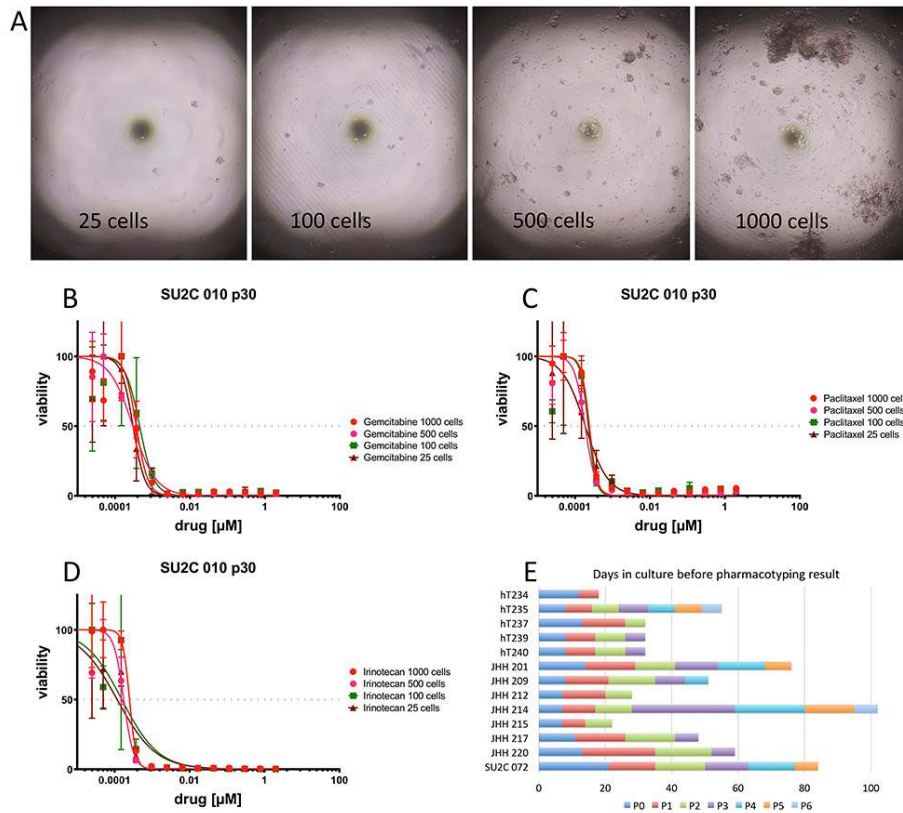 A
25 cells
100 cells
500 cells
1000 cells
B
SU2C 010 p30
viability
100
50
0
0.0001
0.01
1
100
drug [µM]
Gemcitabine 1000 cells
Gemcitabine 500 cells
Gemcitabine 100 cells
Gemcitabine 25 cells
C
SU2C 010 p30
viability
100
50
0
0.0001
0.01
1
100
drug [µM]
Paclitaxel 1000 cells
Paclitaxel 500 cells
Paclitaxel 100 cells
Paclitaxel 25 cells
D
SU2C 010 p30
viability
100
50
0
0.0001
0.01
1
100
drug [µM]
Irinotecan 1000 cells
Irinotecan 500 cells
Irinotecan 100 cells
Irinotecan 25 cells
E
Days in culture before pharmacotyping result
hT234
hT235
hT237
hT239
hT240
JHH 201
JHH 209
JHH 212
JHH 214
JHH 215
JHH 217
JHH 220
SU2C 072
0 20 40 60 80 100
P0 P1 P2 P3 P4 P5 P6